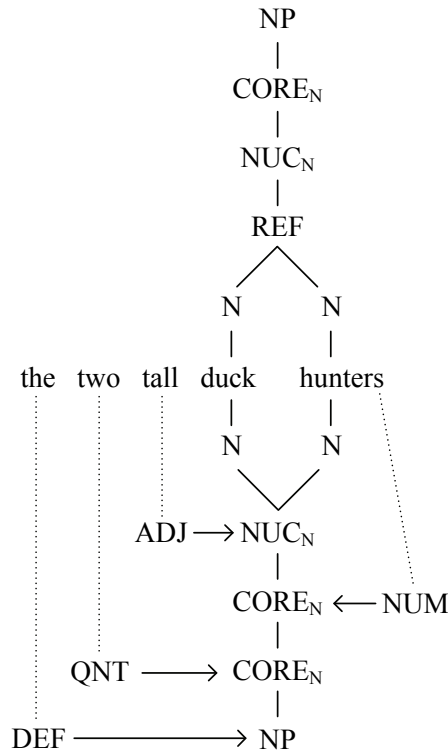 NP
CORE_N
NUC_N
REF
N N
the two tall duck hunters
N N
ADJ NUC_N
CORE_N NUM
QNT CORE_N
DEF NP